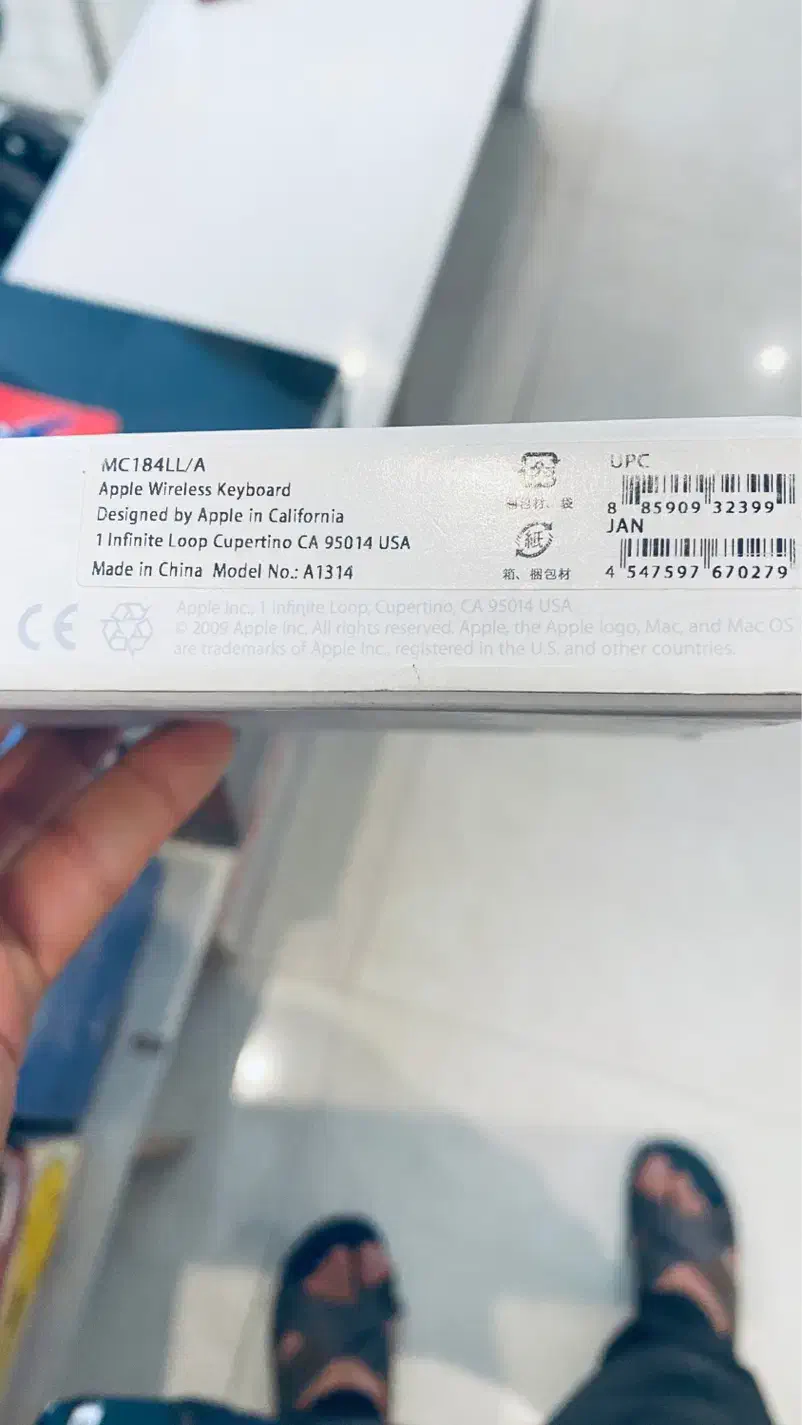 MC184LL/A
Apple Wireless Keyboard
Designed by Apple in California
1 Infinite Loop Cupertino CA 95014 USA
Made in China Model No.: A1314
包材、袋
紙
箱、捆包材
UPC
8 85909 32399
JAN
4 547597 670279
CE
Apple Inc., 1 Infinite Loop, Cupertino, CA 95014 USA
© 2009 Apple Inc. All rights reserved. Apple, the Apple logo, Mac, and Mac OS
are trademarks of Apple Inc., registered in the U.S. and other countries.